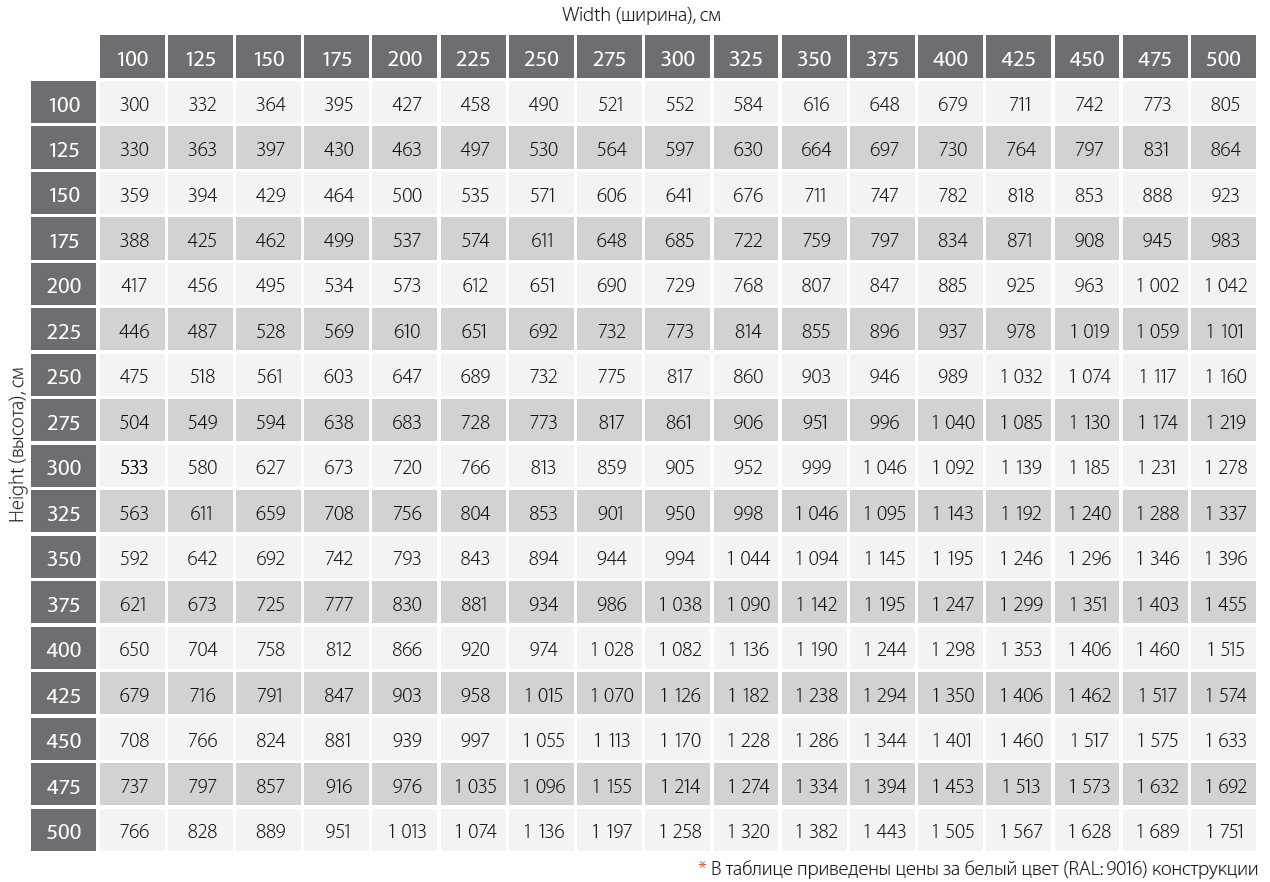 Width (ширина), см
100 125 150 175 200 225 250 275 300 325 350 375 400 425 450 475 500
100 300 332 364 395 427 458 490 521 552 584 616 648 679 711 742 773 805
125 330 363 397 430 463 497 530 564 597 630 664 697 730 764 797 831 864
150 359 394 429 464 500 535 571 606 641 676 711 747 782 818 853 888 923
175 388 425 462 499 537 574 611 648 685 722 759 797 834 871 908 945 983
200 417 456 495 534 573 612 651 690 729 768 807 847 885 925 963 1 002 1 042
225 446 487 528 569 610 651 692 732 773 814 855 896 937 978 1 019 1 059 1 101
250 475 518 561 603 647 689 732 775 817 860 903 946 989 1 032 1 074 1 117 1 160
275 504 549 594 638 683 728 773 817 861 906 951 996 1 040 1 085 1 130 1 174 1 219
300 533 580 627 673 720 766 813 859 905 952 999 1 046 1 092 1 139 1 185 1 231 1 278
325 563 611 659 708 756 804 853 901 950 998 1 046 1 095 1 143 1 192 1 240 1 288 1 337
350 592 642 692 742 793 843 894 944 994 1 044 1 094 1 145 1 195 1 246 1 296 1 346 1 396
375 621 673 725 777 830 881 934 986 1 038 1 090 1 142 1 195 1 247 1 299 1 351 1 403 1 455
400 650 704 758 812 866 920 974 1 028 1 082 1 136 1 190 1 244 1 298 1 353 1 406 1 460 1 515
425 679 716 791 847 903 958 1 015 1 070 1 126 1 182 1 238 1 294 1 350 1 406 1 462 1 517 1 574
450 708 766 824 881 939 997 1 055 1 113 1 170 1 228 1 286 1 344 1 401 1 460 1 517 1 575 1 633
475 737 797 857 916 976 1 035 1 096 1 155 1 214 1 274 1 334 1 394 1 453 1 513 1 573 1 632 1 692
500 766 828 889 951 1 013 1 074 1 136 1 197 1 258 1 320 1 382 1 443 1 505 1 567 1 628 1 689 1 751
Height (высота), см
* В таблице приведены цены за белый цвет (RAL: 9016) конструкции